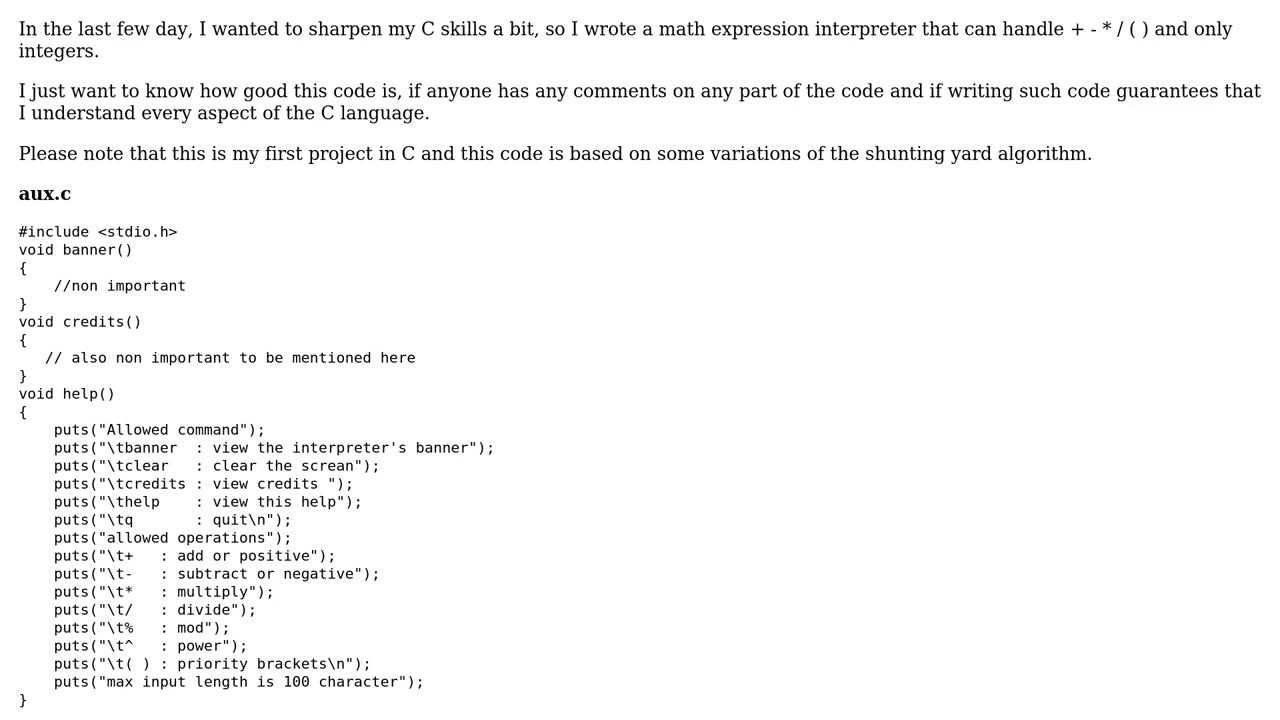 In the last few day, I wanted to sharpen my C skills a bit, so I wrote a math expression interpreter that can handle + - * / ( ) and only
integers.
I just want to know how good this code is, if anyone has any comments on any part of the code and if writing such code guarantees that
I understand every aspect of the C language.
Please note that this is my first project in C and this code is based on some variations of the shunting yard algorithm.
aux.c
#include <stdio.h>
void banner()
{
    //non important
}
void credits()
{
   // also non important to be mentioned here
}
void help()
{
    puts("Allowed command");
    puts("\tbanner  : view the interpreter's banner");
    puts("\tclear   : clear the screan");
    puts("\tcredits : view credits ");
    puts("\thelp    : view this help");
    puts("\tq       : quit\n");
    puts("allowed operations");
    puts("\t+   : add or positive");
    puts("\t-   : subtract or negative");
    puts("\t*   : multiply");
    puts("\t/   : divide");
    puts("\t%   : mod");
    puts("\t^   : power");
    puts("\t( ) : priority brackets\n");
    puts("max input length is 100 character");
}